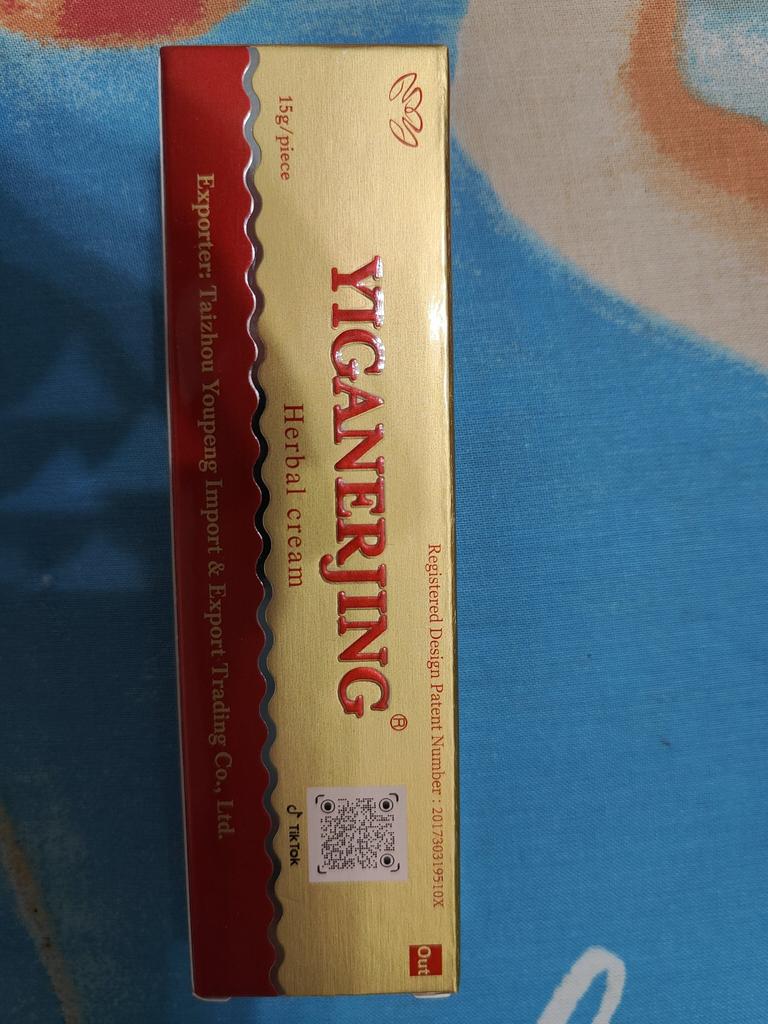 Registered Design Patent Number : 201730319510X
Out
YIGANERJING®
Herbal cream
15g/piece
TikTok
Exporter: Taizhou Youpeng Import & Export Trading Co., Ltd.